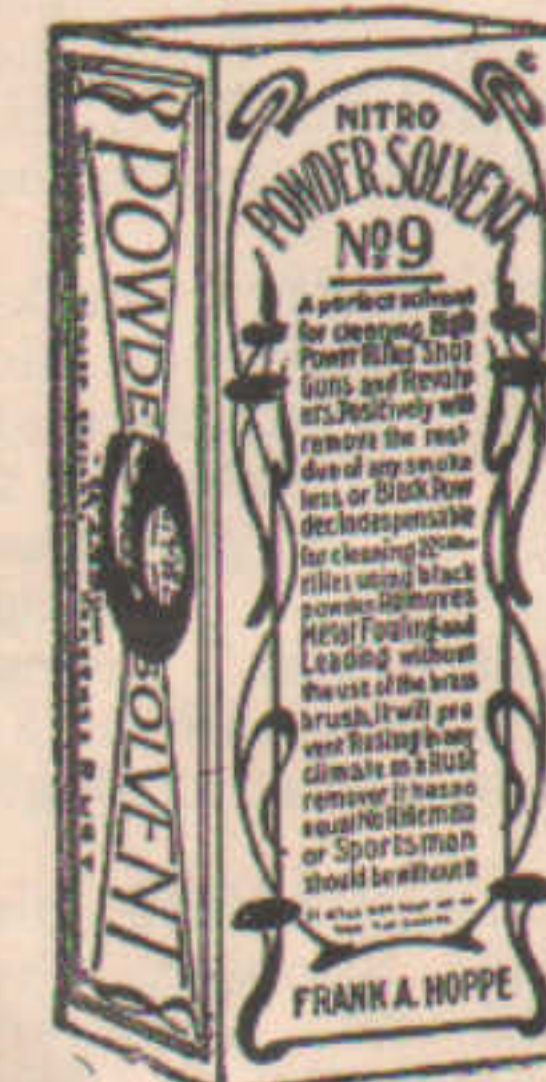 NITRO
POWDER SOLVENT
No 9
A perfect solvent
for cleaning High
Power Rifles Shot
Guns and Revolv
ers. Positively will
remove the resi-
due of any smoke
less or Black Pow
der. Indespensable
for cleaning 22
rifles using black
powder. Removes
Metal Fouling and
Leading without
the use of the brass
brush. It will pre
vent Rusting in any
climate as a Rust
remover it has no
equal No Rifleman
or Sportsman
should be without it
FRANK A. HOPPE
POWDE
SOLVENT